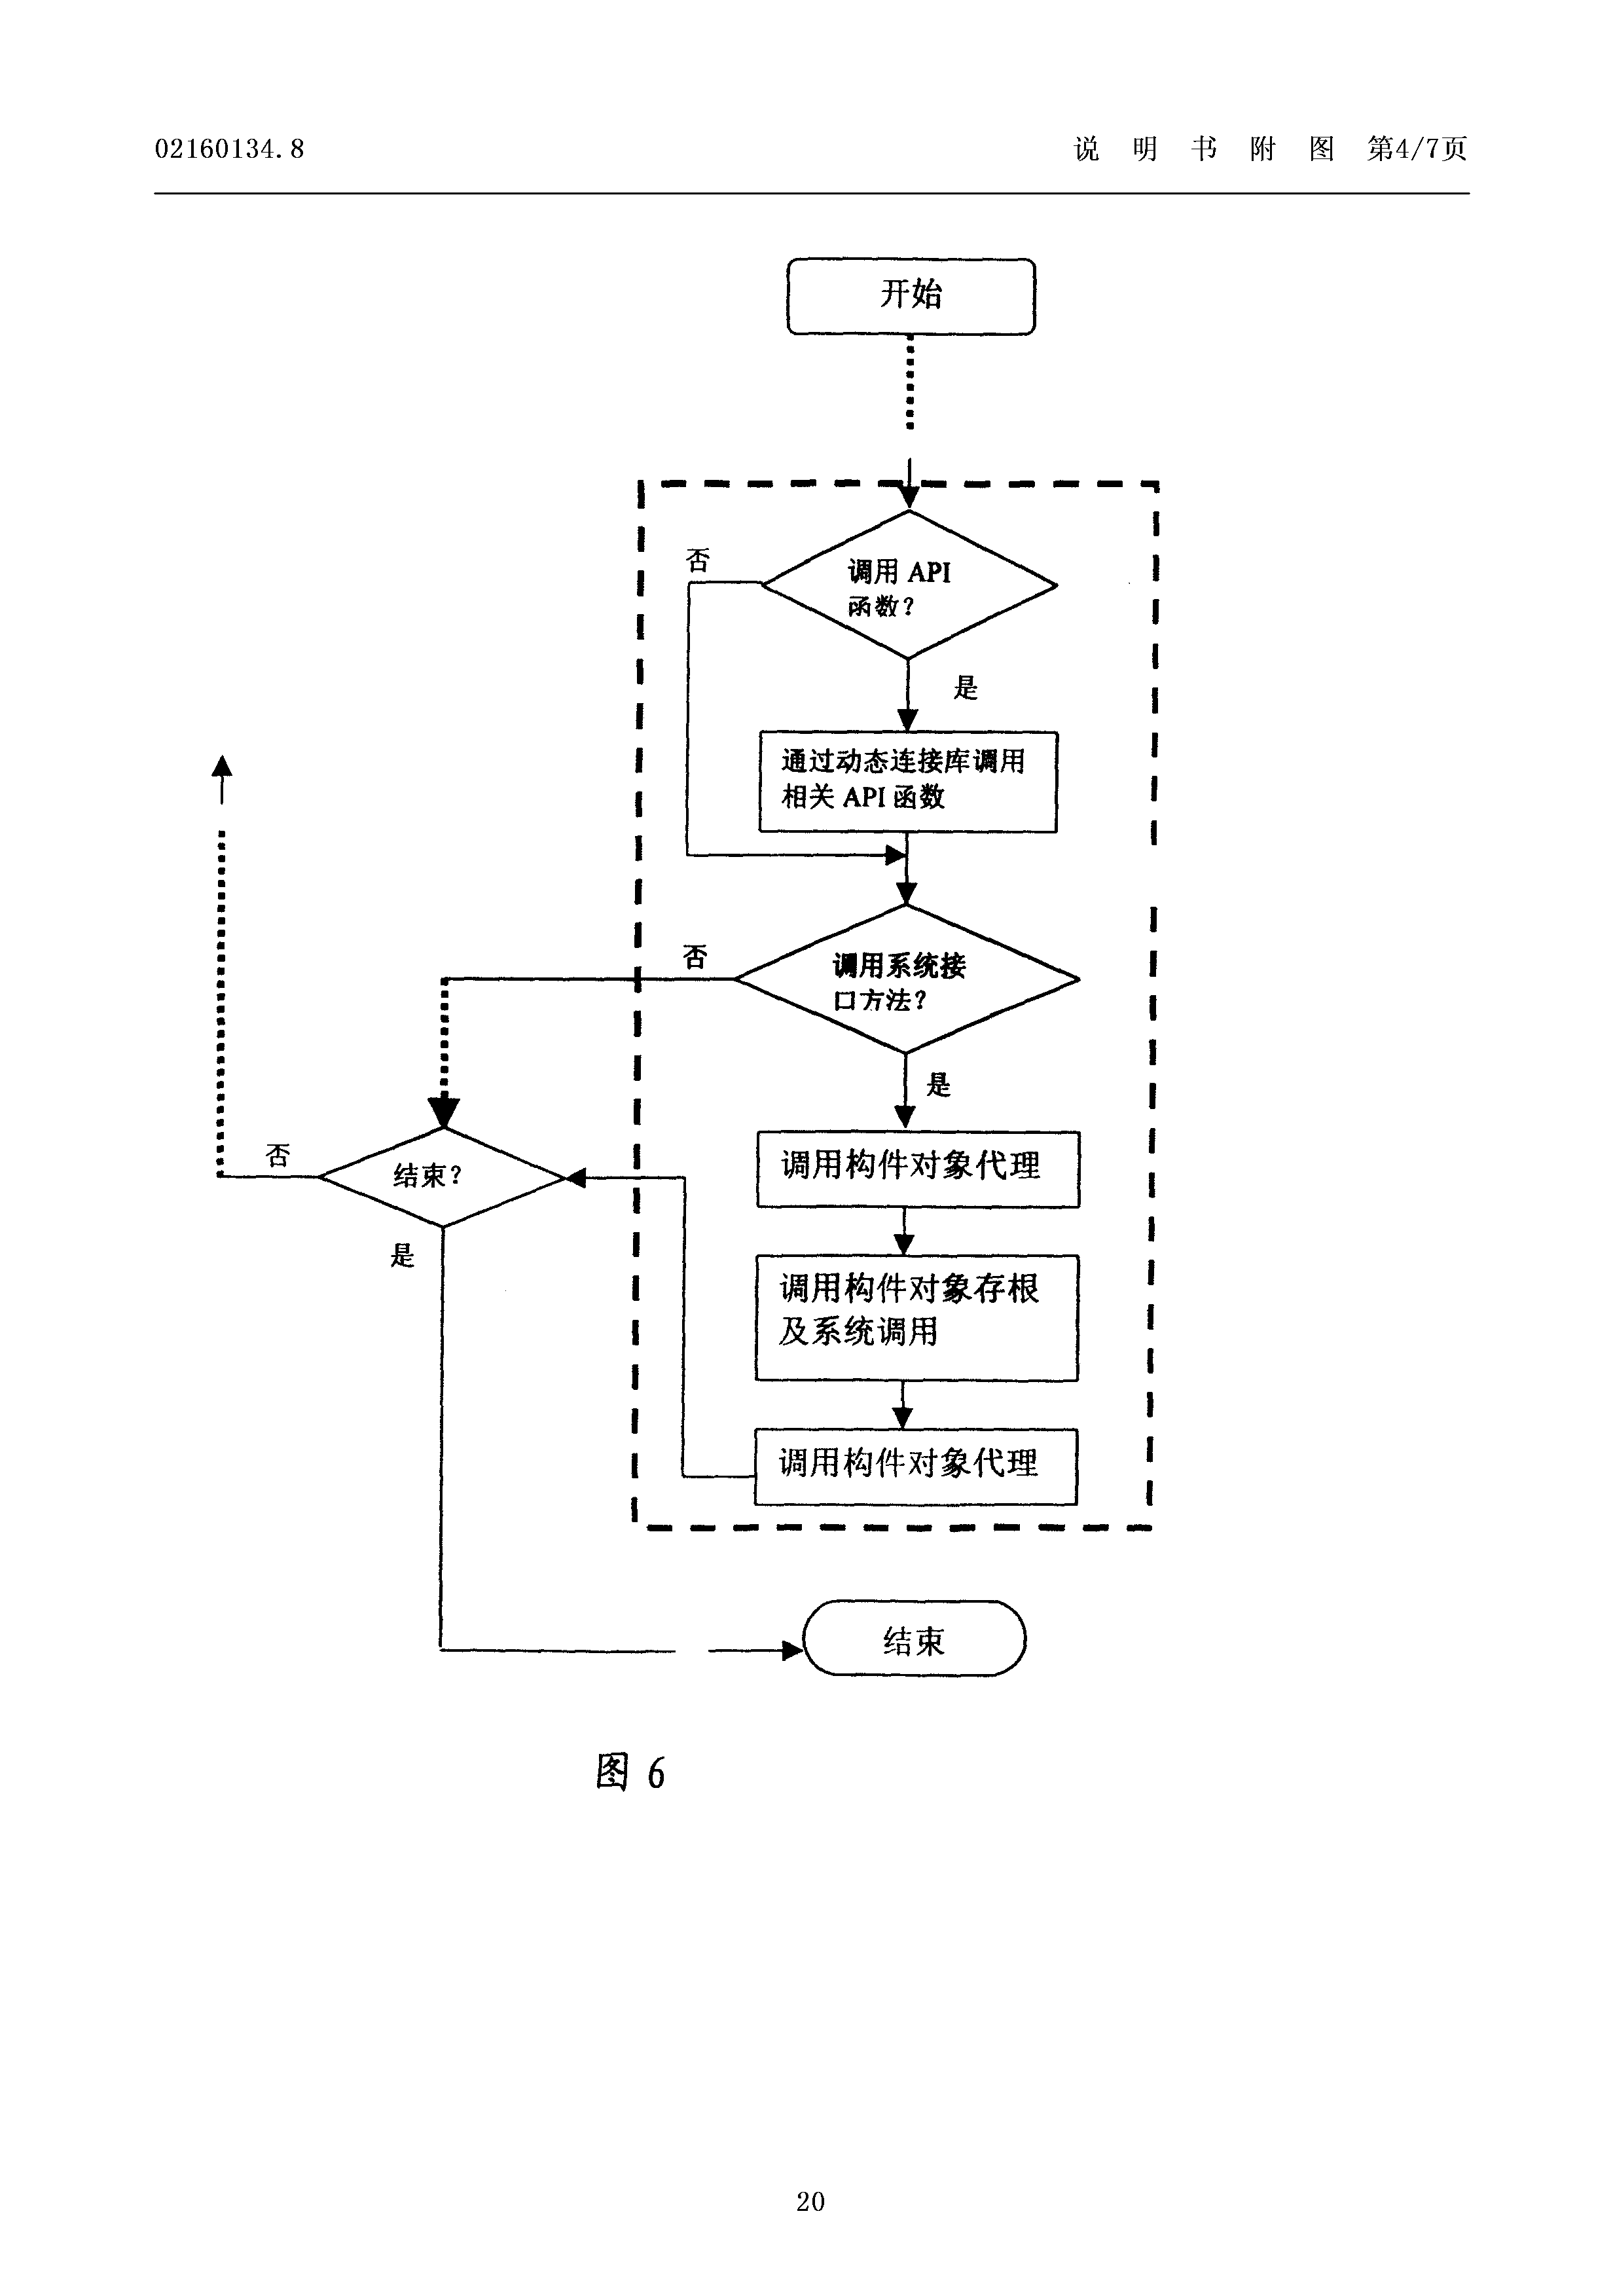 02160134.8
说 明 书 附 图 第4/7页
开始
否
调用 API
函数?
是
通过动态连接库调用
相关 API 函数
否
调用系统接
口方法?
是
调用构件对象代理
否
结束?
是
调用构件对象存根
及系统调用
调用构件对象代理
结束
图 6
20